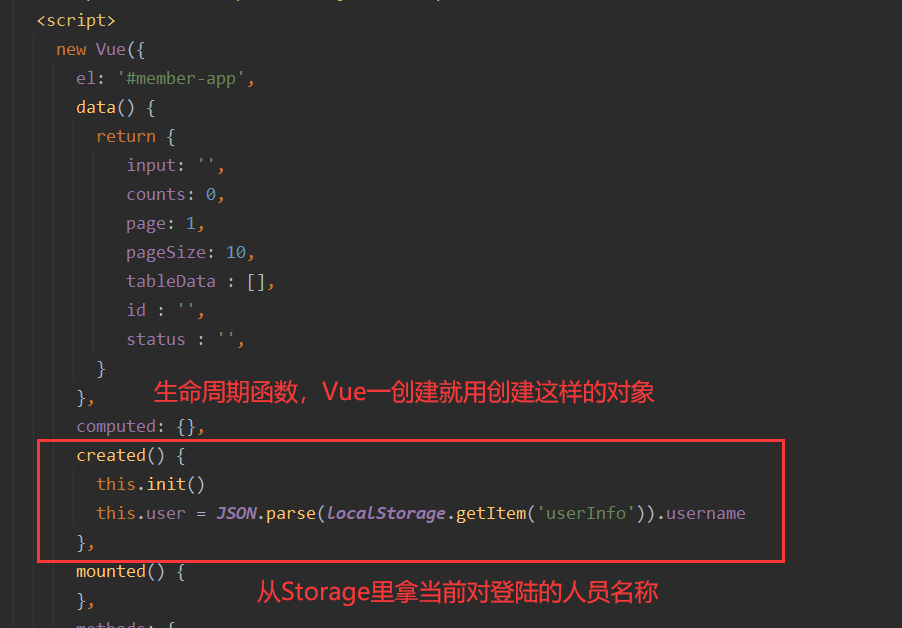 <script>
new Vue({
el: '#member-app',
data() {
return {
input: '',
counts: 0,
page: 1,
pageSize: 10,
tableData : [],
id : '',
status : '',
}
},
生命周期函数，Vue一创建就用创建这样的对象
computed: {},
created() {
this.init()
this.user = JSON.parse(localStorage.getItem('userInfo')).username
},
mounted() {
从Storage里拿当前对登陆的人员名称
},
methods: {